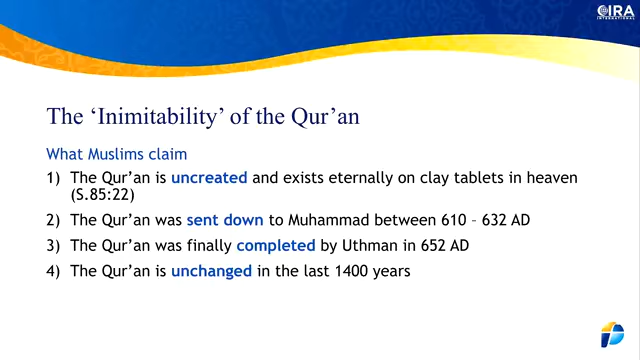 CIRA
INTERNATIONAL
The ‘Inimitability’ of the Qur’an
What Muslims claim
1) The Qur’an is uncreated and exists eternally on clay tablets in heaven
(S.85:22)
2) The Qur’an was sent down to Muhammad between 610 – 632 AD
3) The Qur’an was finally completed by Uthman in 652 AD
4) The Qur’an is unchanged in the last 1400 years